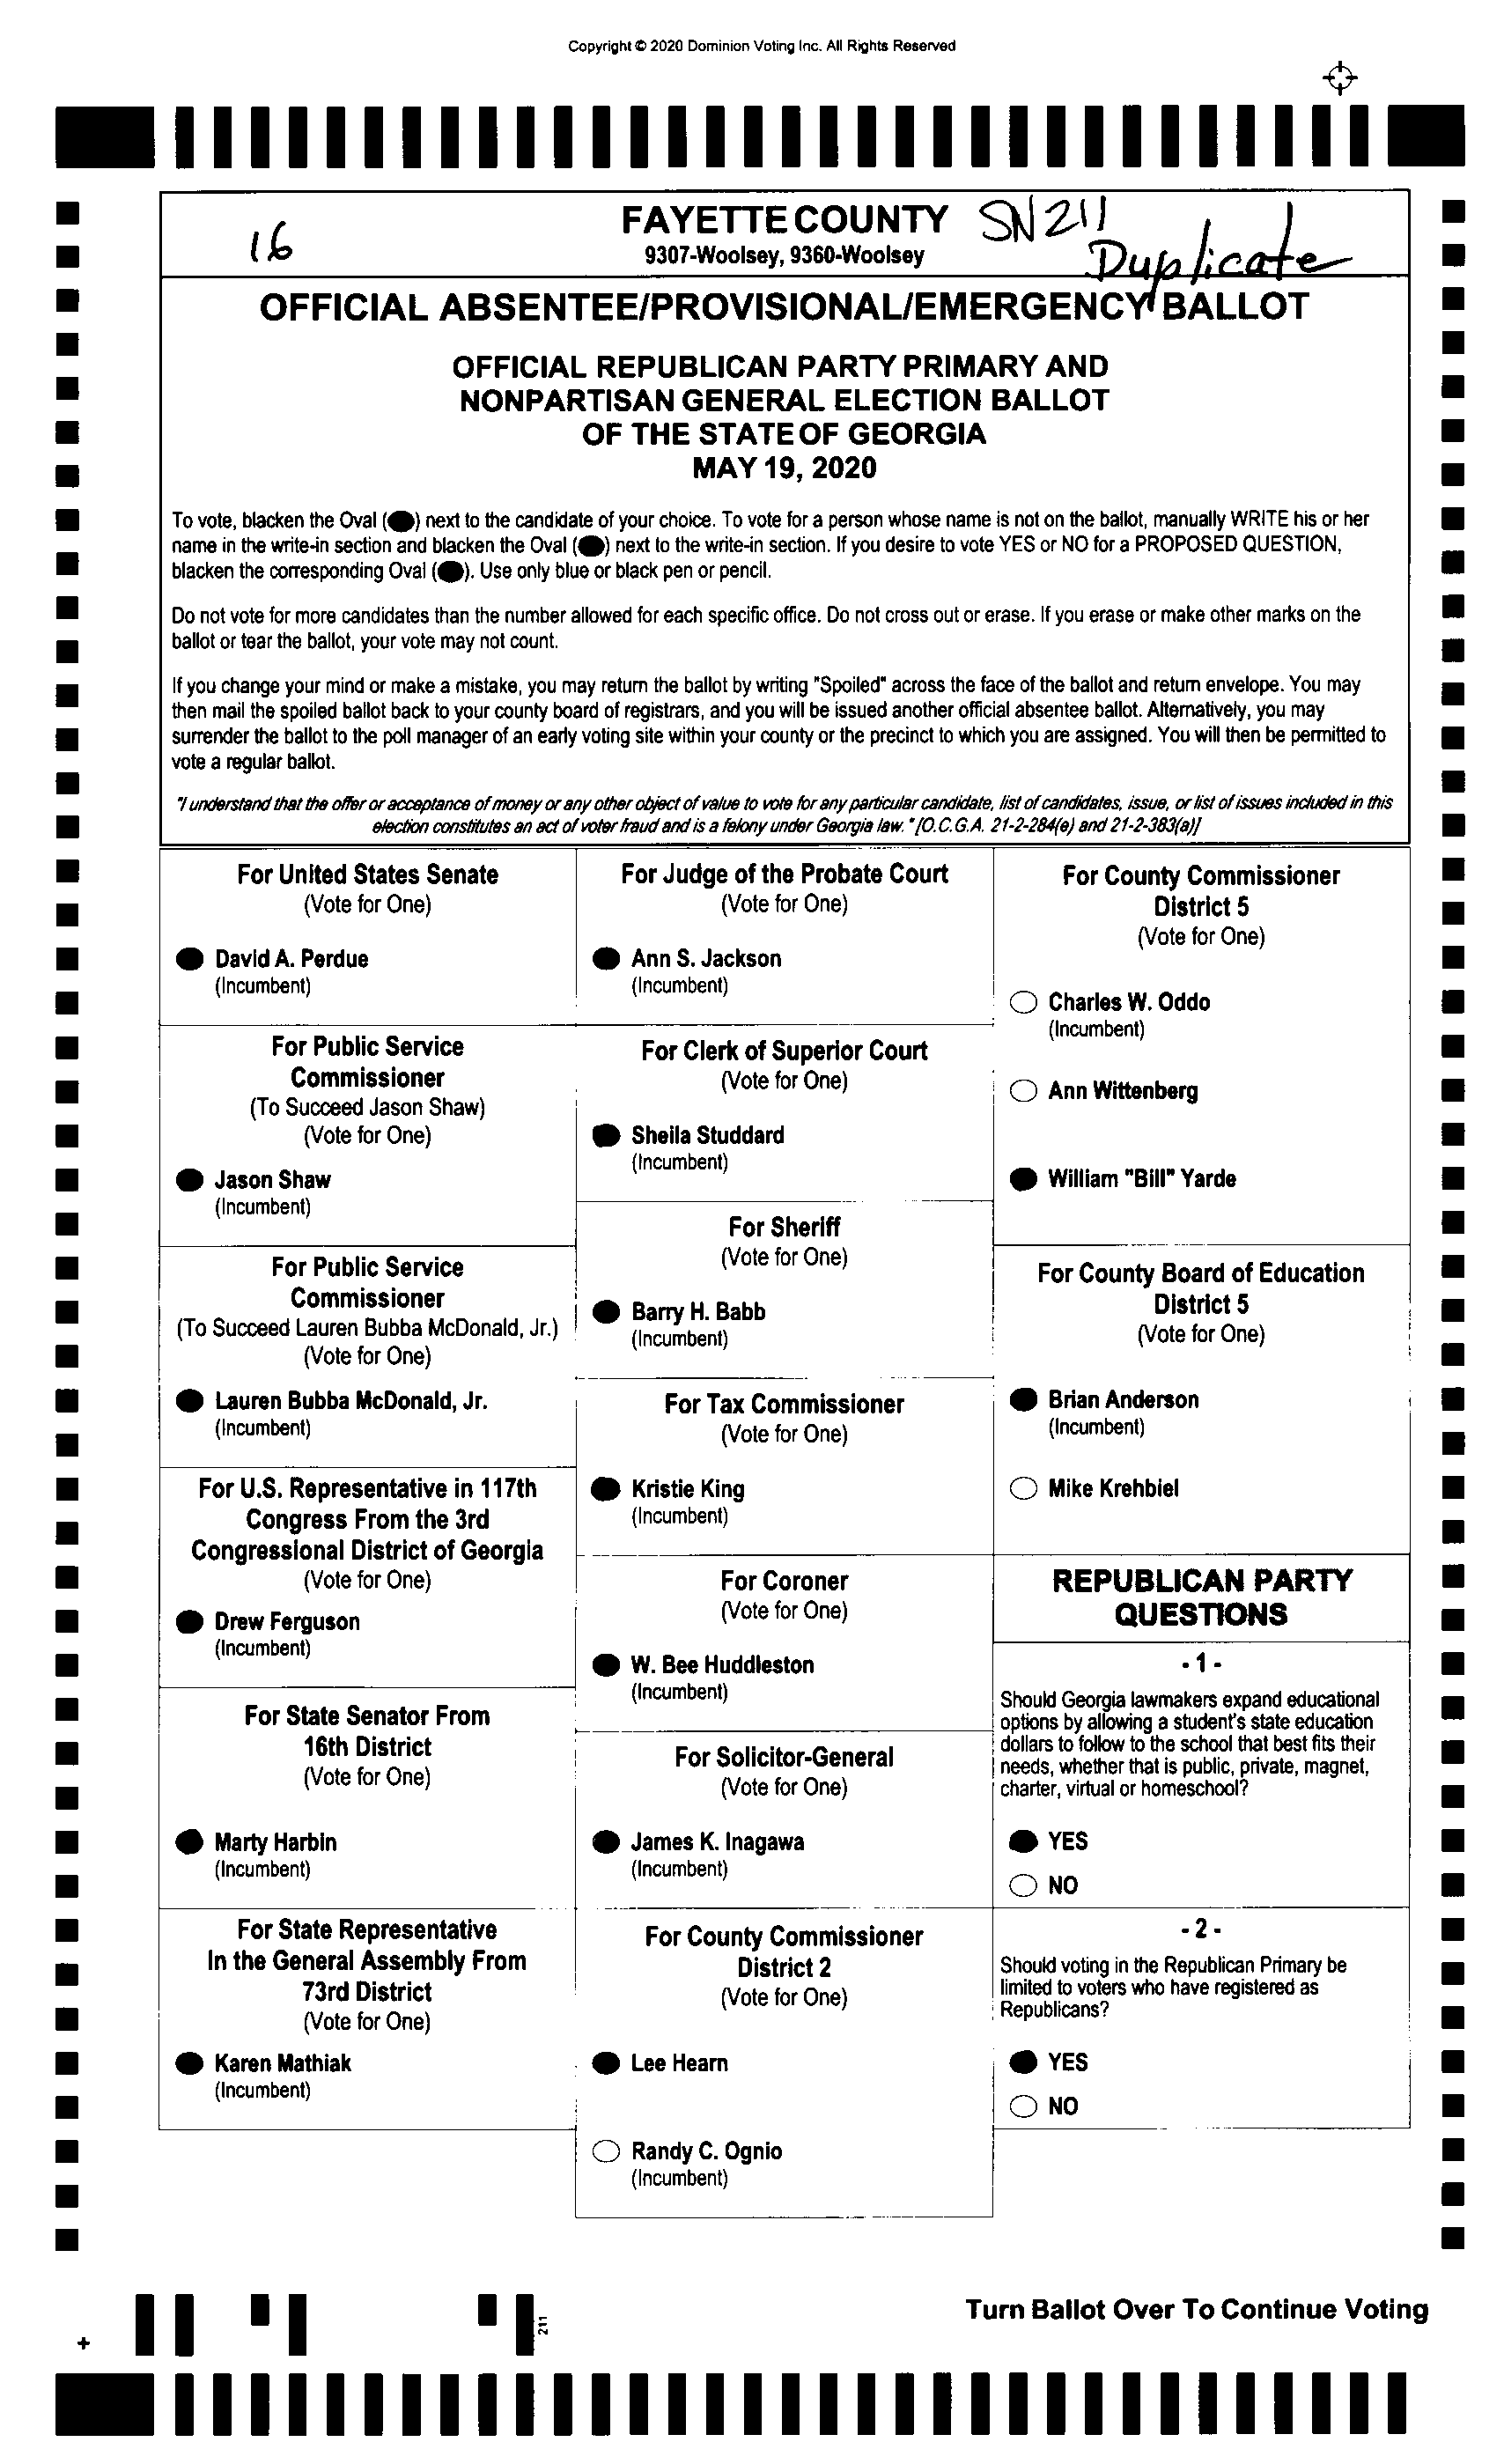 Copyright © 2020 Dominion Voting Inc. All Rights Reserved
16
FAYETTE COUNTY
SN 211
9307-Woolsey, 9360-Woolsey
Duplicate
OFFICIAL ABSENTEE/PROVISIONAL/EMERGENCY BALLOT
OFFICIAL REPUBLICAN PARTY PRIMARY AND
NONPARTISAN GENERAL ELECTION BALLOT
OF THE STATE OF GEORGIA
MAY 19, 2020
To vote, blacken the Oval ( ) next to the candidate of your choice. To vote for a person whose name is not on the ballot, manually WRITE his or her
name in the write-in section and blacken the Oval ( ) next to the write-in section. If you desire to vote YES or NO for a PROPOSED QUESTION,
blacken the corresponding Oval ( ). Use only blue or black pen or pencil.
Do not vote for more candidates than the number allowed for each specific office. Do not cross out or erase. If you erase or make other marks on the
ballot or tear the ballot, your vote may not count.
If you change your mind or make a mistake, you may return the ballot by writing "Spoiled" across the face of the ballot and return envelope. You may
then mail the spoiled ballot back to your county board of registrars, and you will be issued another official absentee ballot. Alternatively, you may
surrender the ballot to the poll manager of an early voting site within your county or the precinct to which you are assigned. You will then be permitted to
vote a regular ballot.
"I understand that the offer or acceptance of money or any other object of value to vote for any particular candidate, list of candidates, issue, or list of issues included in this
election constitutes an act of voter fraud and is a felony under Georgia law." [O.C.G.A. 21-2-284(e) and 21-2-383(a)]
For United States Senate
(Vote for One)
David A. Perdue
(Incumbent)
For Public Service
Commissioner
(To Succeed Jason Shaw)
(Vote for One)
Jason Shaw
(Incumbent)
For Public Service
Commissioner
(To Succeed Lauren Bubba McDonald, Jr.)
(Vote for One)
Lauren Bubba McDonald, Jr.
(Incumbent)
For U.S. Representative in 117th
Congress From the 3rd
Congressional District of Georgia
(Vote for One)
Drew Ferguson
(Incumbent)
For State Senator From
16th District
(Vote for One)
Marty Harbin
(Incumbent)
For State Representative
In the General Assembly From
73rd District
(Vote for One)
Karen Mathiak
(Incumbent)
For Judge of the Probate Court
(Vote for One)
Ann S. Jackson
(Incumbent)
For Clerk of Superior Court
(Vote for One)
Sheila Studdard
(Incumbent)
For Sheriff
(Vote for One)
Barry H. Babb
(Incumbent)
For Tax Commissioner
(Vote for One)
Kristie King
(Incumbent)
For Coroner
(Vote for One)
W. Bee Huddleston
(Incumbent)
For Solicitor-General
(Vote for One)
James K. Inagawa
(Incumbent)
For County Commissioner
District 2
(Vote for One)
Lee Hearn
Randy C. Ognio
(Incumbent)
For County Commissioner
District 5
(Vote for One)
Charles W. Oddo
(Incumbent)
Ann Wittenberg
William "Bill" Yarde
For County Board of Education
District 5
(Vote for One)
Brian Anderson
(Incumbent)
Mike Krehbiel
REPUBLICAN PARTY
QUESTIONS
- 1 -
Should Georgia lawmakers expand educational
options by allowing a student's state education
dollars to follow to the school that best fits their
needs, whether that is public, private, magnet,
charter, virtual or homeschool?
YES
NO
- 2 -
Should voting in the Republican Primary be
limited to voters who have registered as
Republicans?
YES
NO
Turn Ballot Over To Continue Voting
211